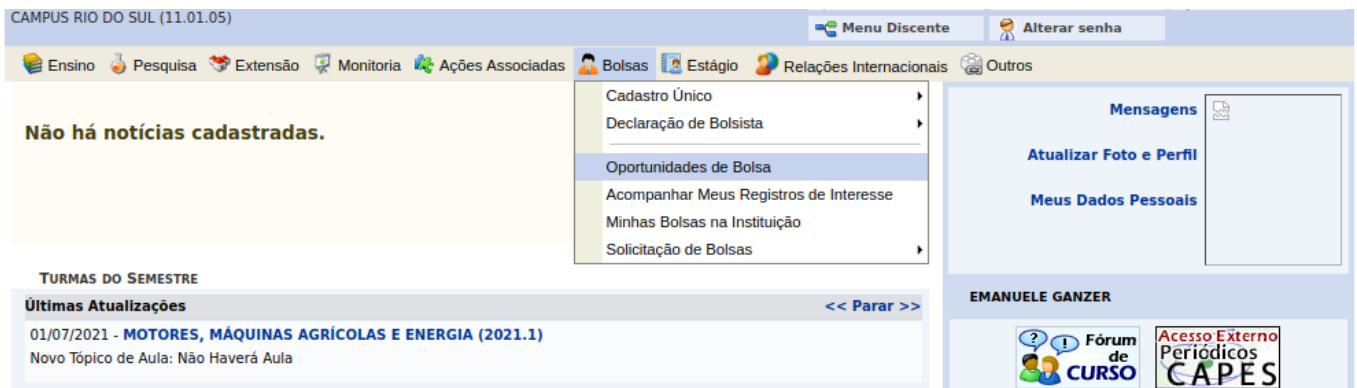 CAMPUS RIO DO SUL (11.01.05)
Menu Discente
Alterar senha
Ensino Pesquisa Extensão Monitoria Ações Associadas Bolsas Estágio Relações Internacionais Outros
Não há notícias cadastradas.
Cadastro Único
Declaração de Bolsista
Oportunidades de Bolsa
Acompanhar Meus Registros de Interesse
Minhas Bolsas na Instituição
Solicitação de Bolsas
Mensagens
Atualizar Foto e Perfil
Meus Dados Pessoais
TURMAS DO SEMESTRE
Últimas Atualizações << Parar >>
01/07/2021 - MOTORES, MÁQUINAS AGRÍCOLAS E ENERGIA (2021.1)
Novo Tópico de Aula: Não Haverá Aula
EMANUELE GANZER
Fórum
de
CURSO
Acesso Externo
Periódicos
CAPES